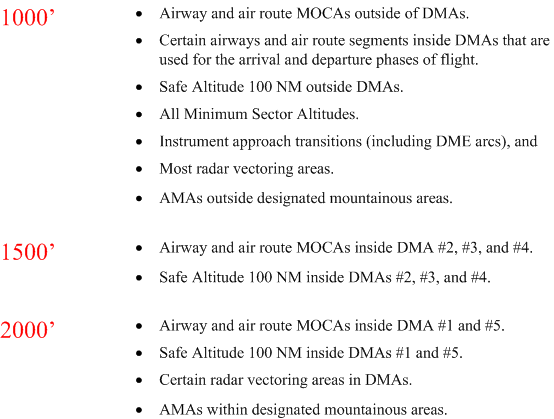 1000’
• Airway and air route MOCAs outside of DMAs.
• Certain airways and air route segments inside DMAs that are
used for the arrival and departure phases of flight.
• Safe Altitude 100 NM outside DMAs.
• All Minimum Sector Altitudes.
• Instrument approach transitions (including DME arcs), and
• Most radar vectoring areas.
• AMAs outside designated mountainous areas.
1500’
• Airway and air route MOCAs inside DMA #2, #3, and #4.
• Safe Altitude 100 NM inside DMAs #2, #3, and #4.
2000’
• Airway and air route MOCAs inside DMA #1 and #5.
• Safe Altitude 100 NM inside DMAs #1 and #5.
• Certain radar vectoring areas in DMAs.
• AMAs within designated mountainous areas.